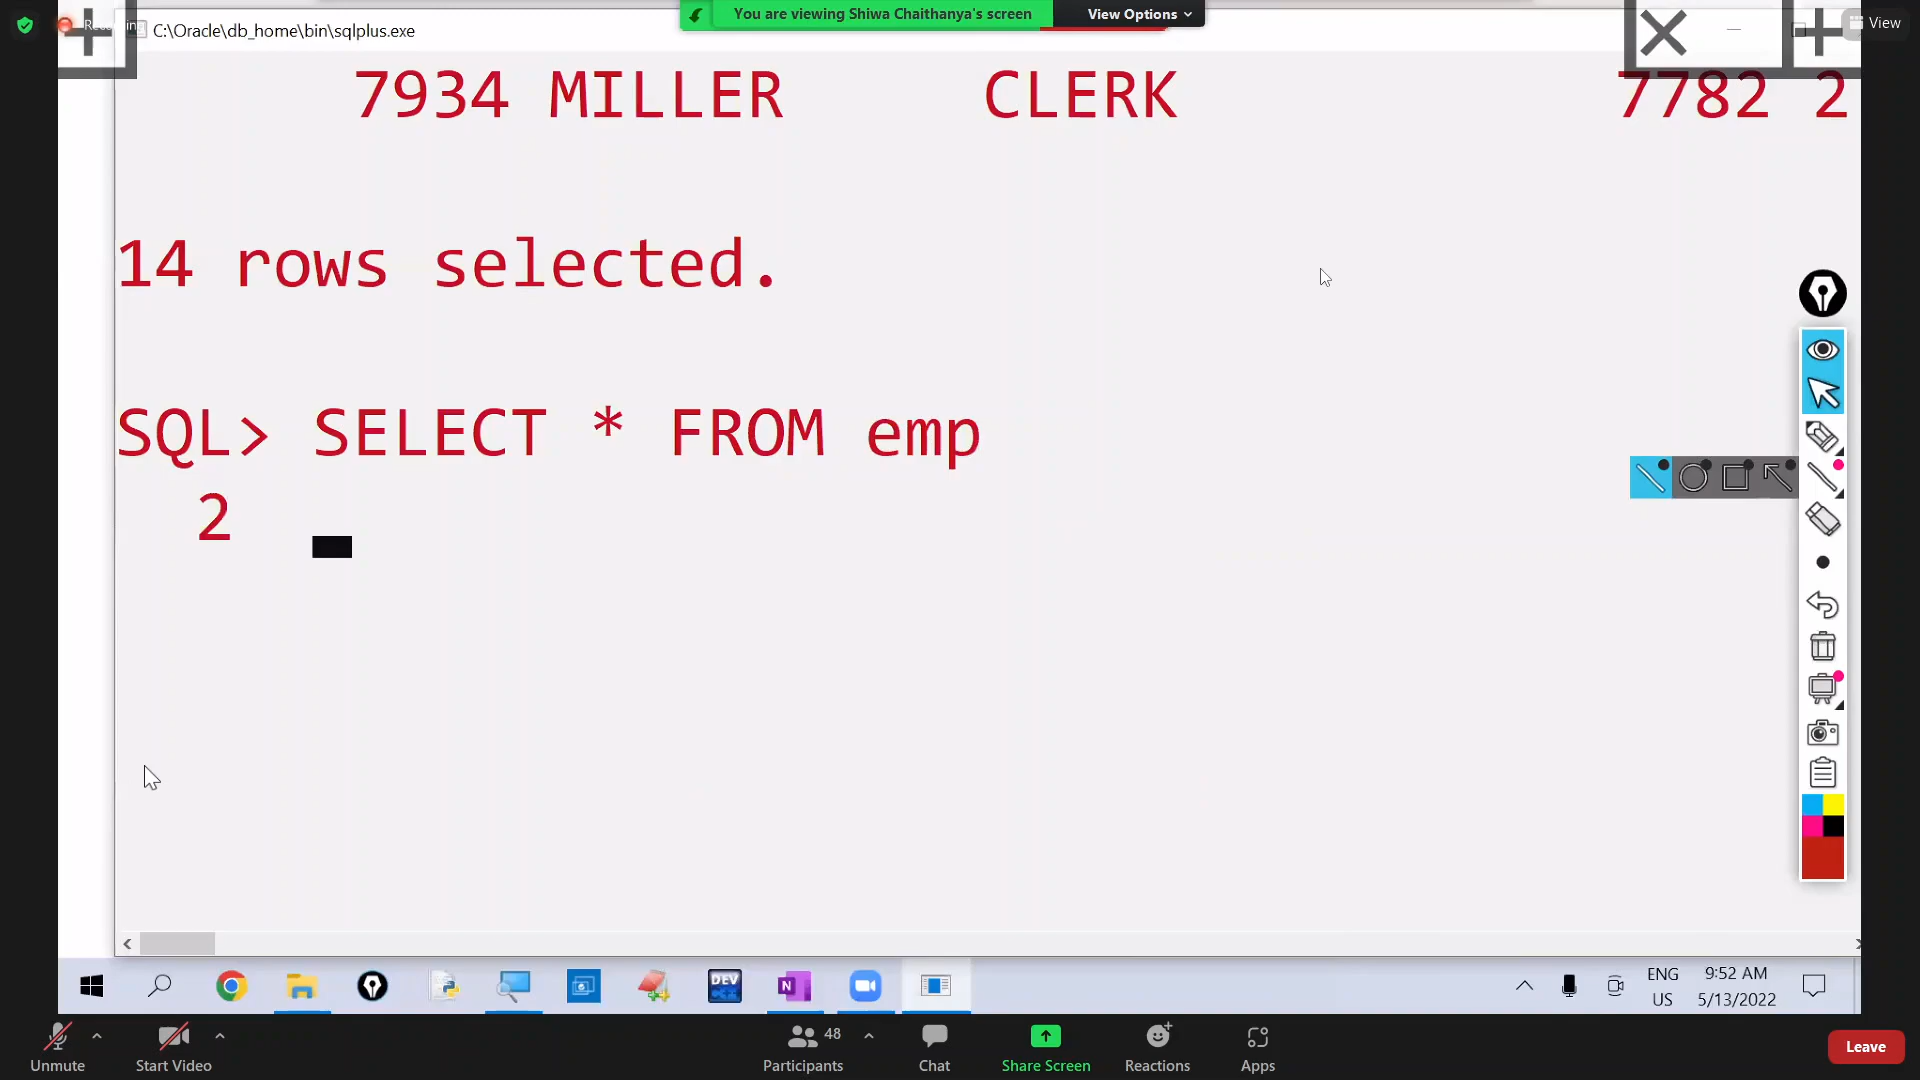 You are viewing Shiwa Chaithanya's screen
View Options
View
C:\Oracle\db_home\bin\sqlplus.exe
7934 MILLER CLERK 7782 2
14 rows selected.
SQL> SELECT * FROM emp
2
DEV
N
ENG
US
9:52 AM
5/13/2022
Unmute
Start Video
48
Participants
Chat
Share Screen
Reactions
Apps
Leave